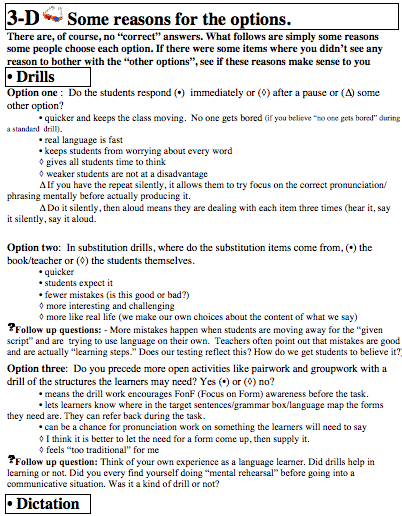 3-D Some reasons for the options.
There are, of course, no “correct” answers. What follows are simply some reasons
some people choose each option. If there were some items where you didn’t see any
reason to bother with the “other options”, see if these reasons make sense to you
• Drills
Option one : Do the students respond (•) immediately or (◊) after a pause or (Δ) some
other option?
• quicker and keeps the class moving. No one gets bored (if you believe “no one gets bored” during
a standard drill).
• real language is fast
• keeps students from worrying about every word
◊ gives all students time to think
◊ weaker students are not at a disadvantage
Δ If you have the repeat silently, it allows them to try focus on the correct pronunciation/
phrasing mentally before actually producing it.
Δ Do it silently, then aloud means they are dealing with each item three times (hear it, say
it silently, say it aloud.
Option two: In substitution drills, where do the substitution items come from, (•) the
book/teacher or (◊) the students themselves.
• quicker
• students expect it
• fewer mistakes (is this good or bad?)
◊ more interesting and challenging
◊ more like real life (we make our own choices about the content of what we say)
?Follow up questions: - More mistakes happen when students are moving away for the “given
script” and are trying to use language on their own. Teachers often point out that mistakes are good
and are actually “learning steps.” Does our testing reflect this? How do we get students to believe it?)
Option three: Do you precede more open activities like pairwork and groupwork with a
drill of the structures the learners may need? Yes (•) or (◊) no?
• means the drill work encourages FonF (Focus on Form) awareness before the task.
• lets learners know where in the target sentences/grammar box/language map the forms
they need are. They can refer back during the task.
• can be a chance for pronunciation work on something the learners will need to say
◊ I think it is better to let the need for a form come up, then supply it.
◊ feels “too traditional” for me
?Follow up question: Think of your own experience as a language learner. Did drills help in
learning or not. Did you every find yourself doing “mental rehearsal” before going into a
communicative situation. Was it a kind of drill or not?
• Dictation